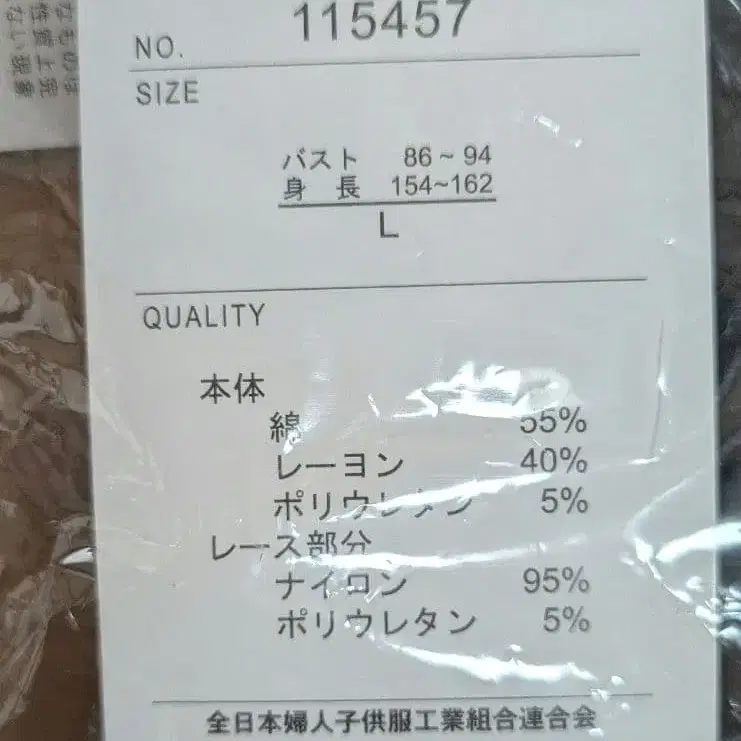 NO. 115457
SIZE
バスト 86~94
身長 154~162
L
QUALITY
本体
綿 55%
レーヨン 40%
ポリウレタン 5%
レース部分
ナイロン 95%
ポリウレタン 5%
全日本婦人子供服工業組合連合会